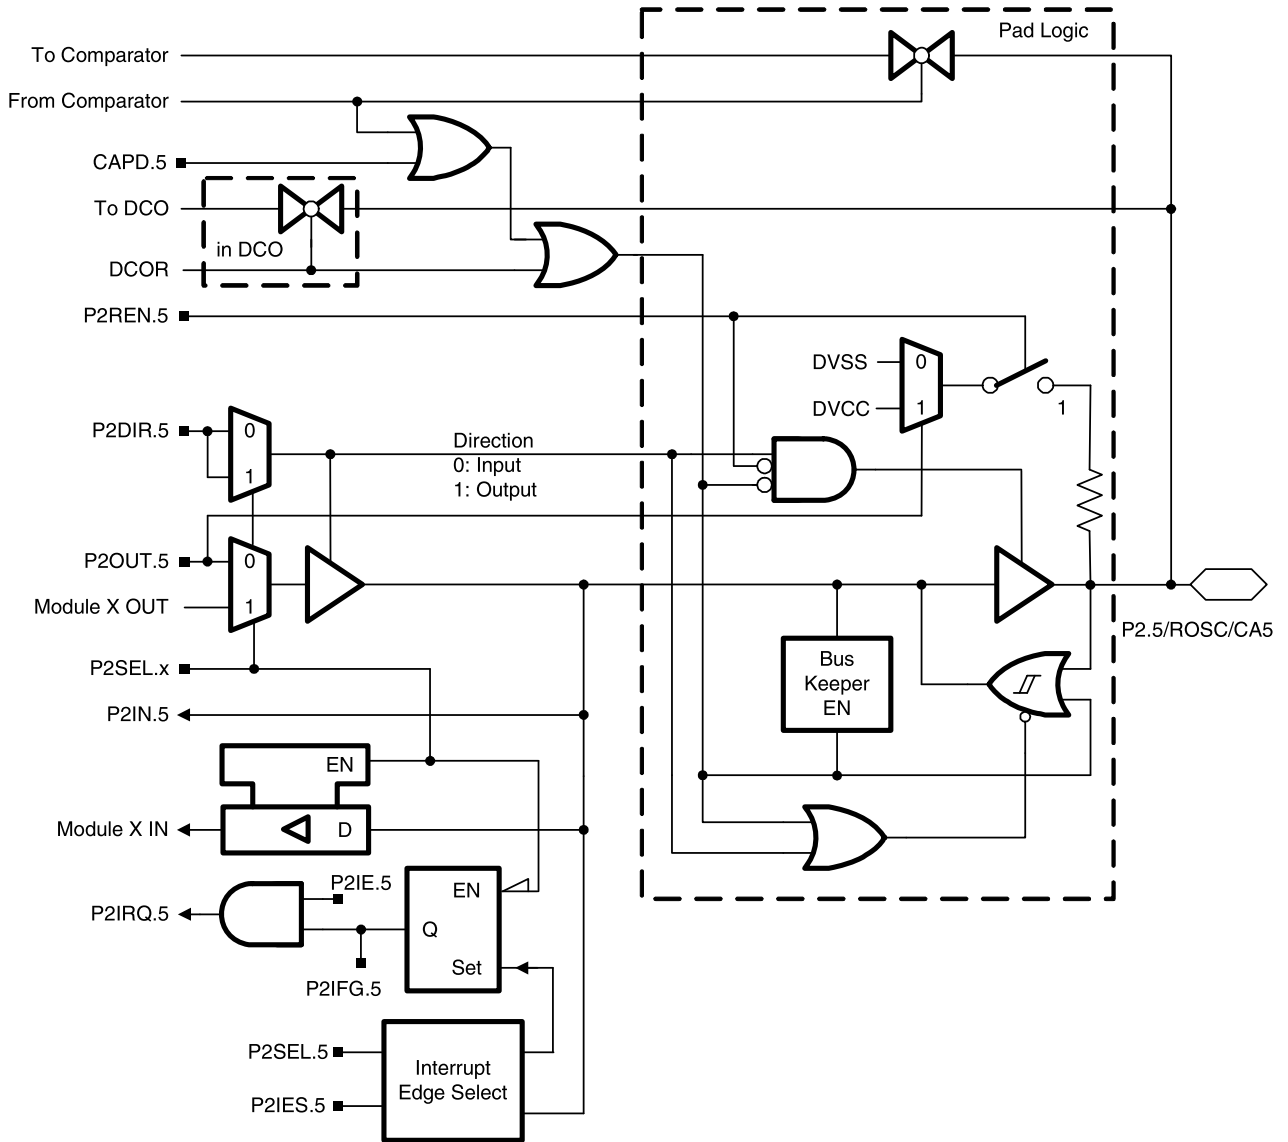 Pad Logic
To Comparator
From Comparator
CAPD.5
To DCO
in DCO
DCOR
P2REN.5
DVSS
0
DVCC
1
1
P2DIR.5
0
1
Direction
0: Input
1: Output
P2OUT.5
0
Module X OUT
1
P2.5/ROSC/CA5
P2SEL.x
Bus
Keeper
EN
P2IN.5
EN
Module X IN
D
P2IE.5
P2IRQ.5
EN
Q
Set
P2IFG.5
P2SEL.5
P2IES.5
Interrupt
Edge Select